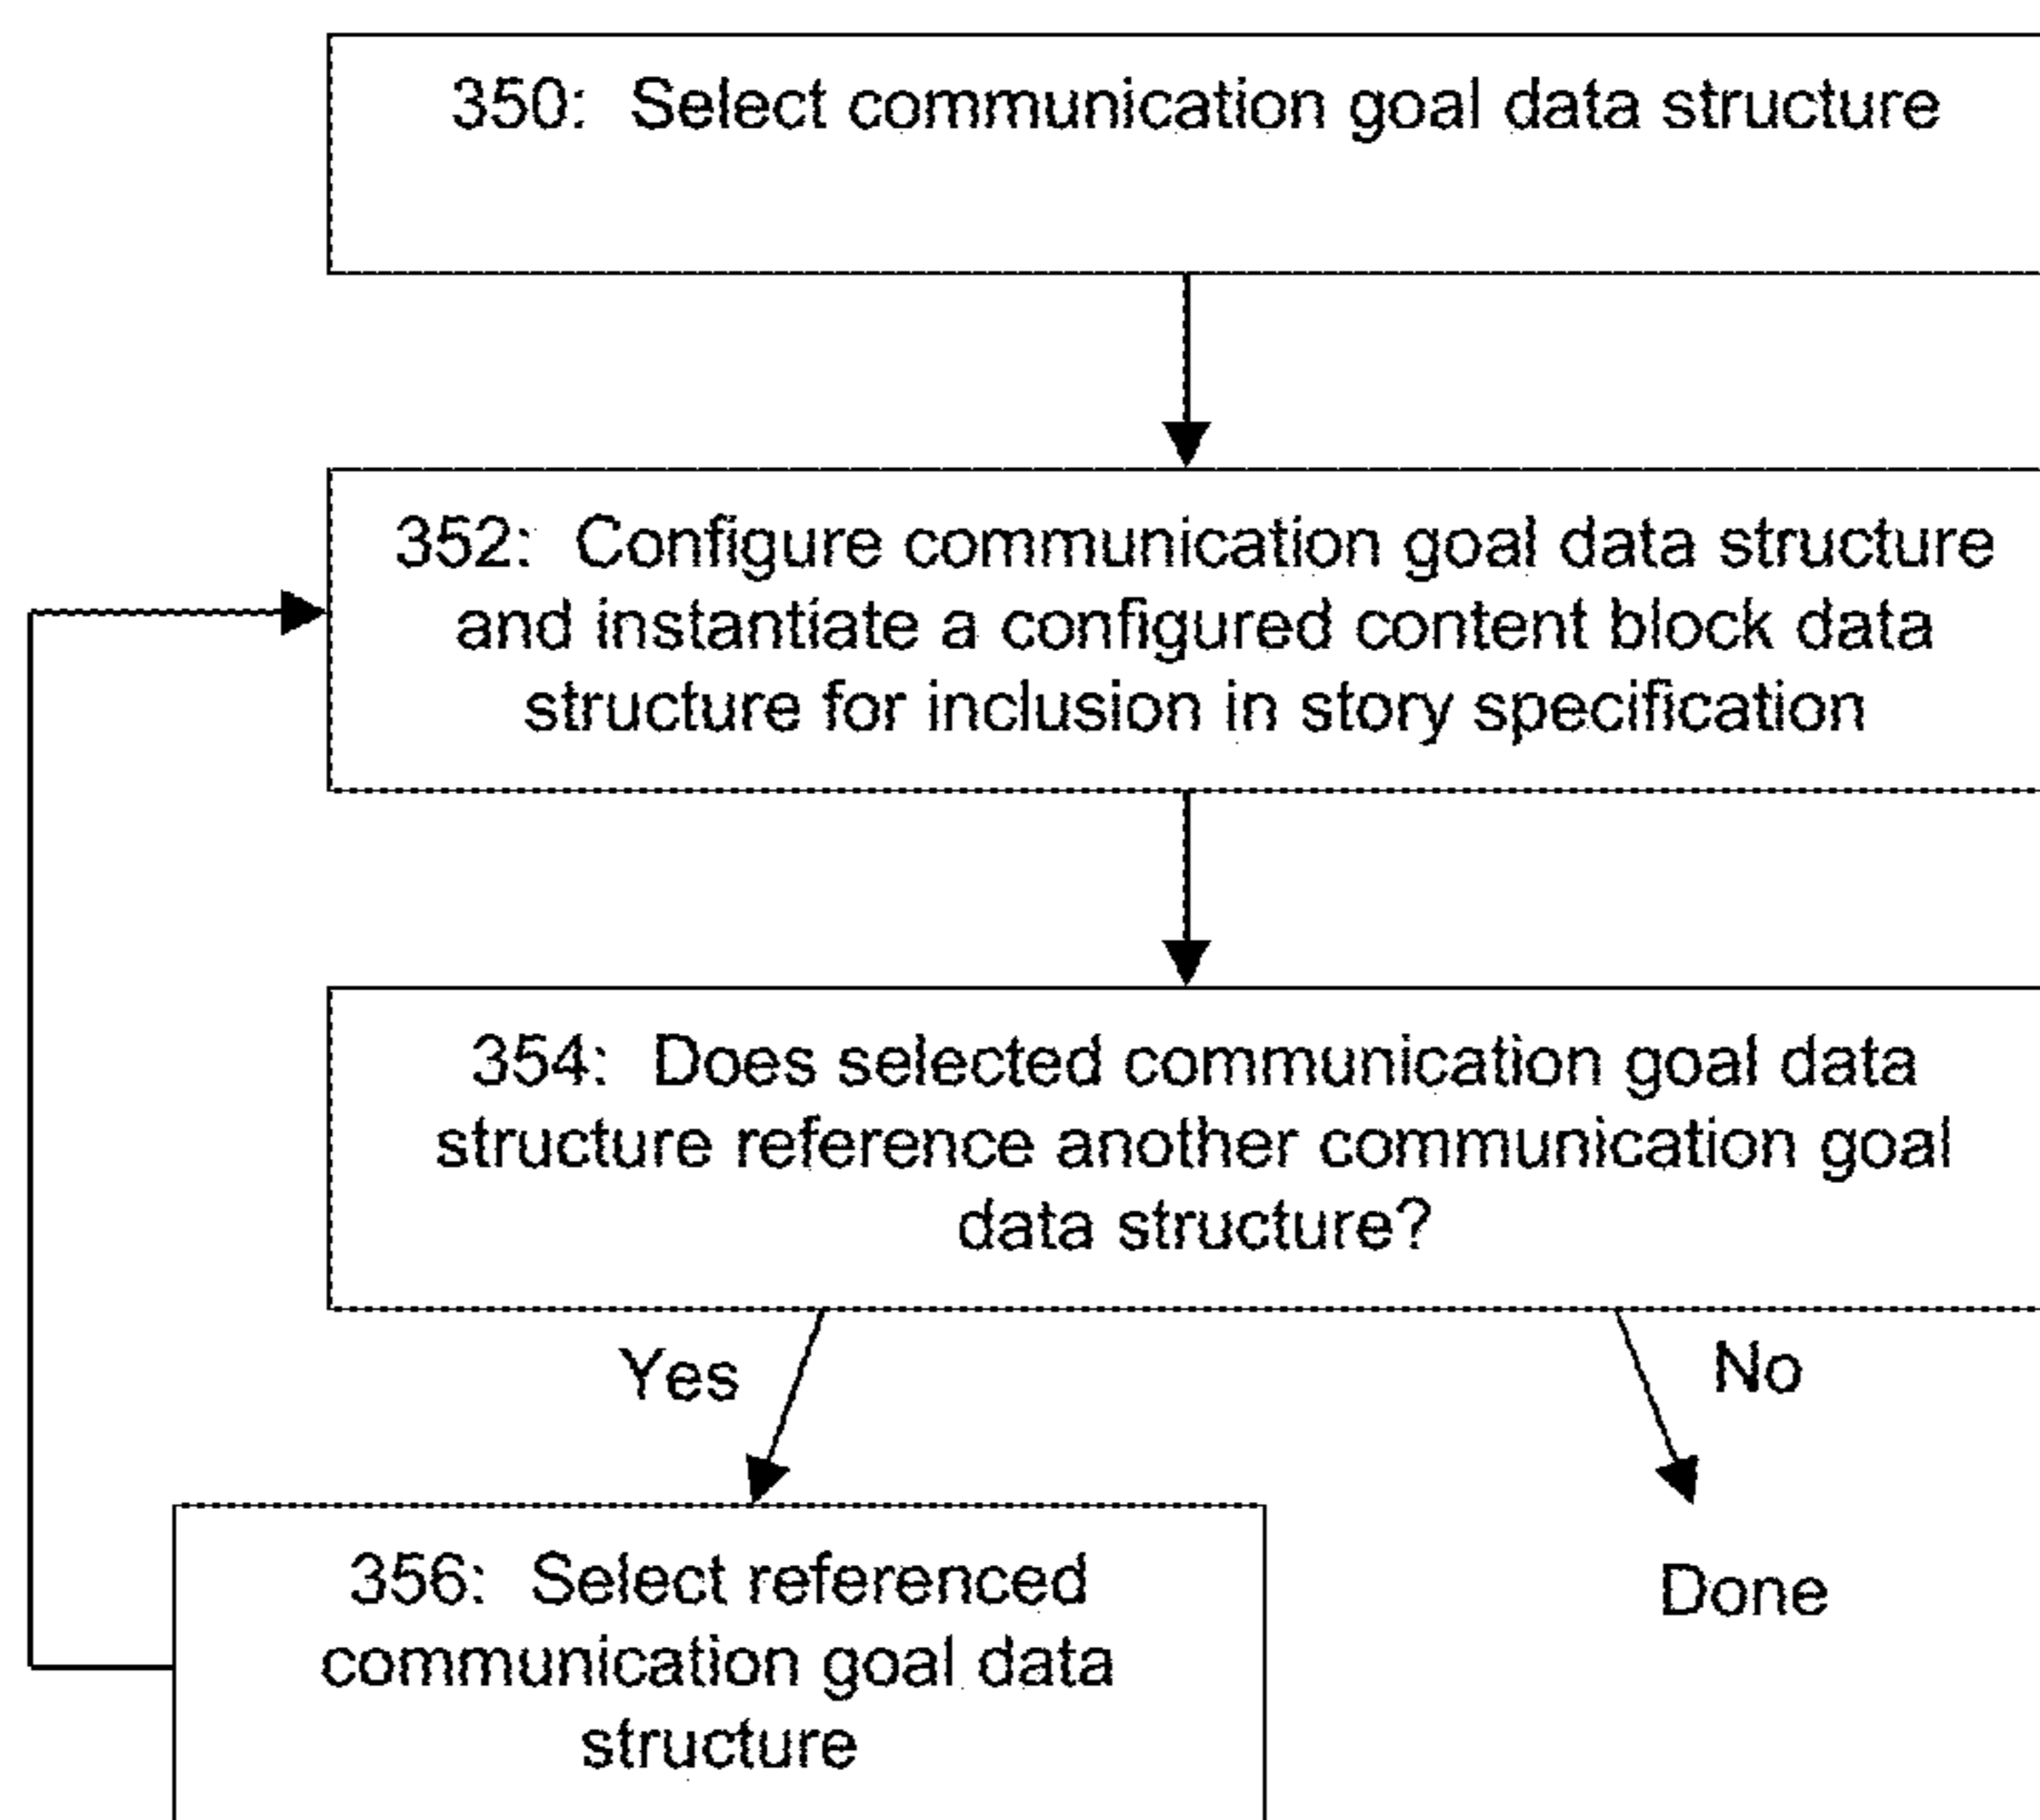 350: Select communication goal data structure
352: Configure communication goal data structure
and instantiate a configured content block data
structure for inclusion in story specification
354: Does selected communication goal data
structure reference another communication goal
data structure?
Yes
No
356: Select referenced
communication goal data
structure
Done